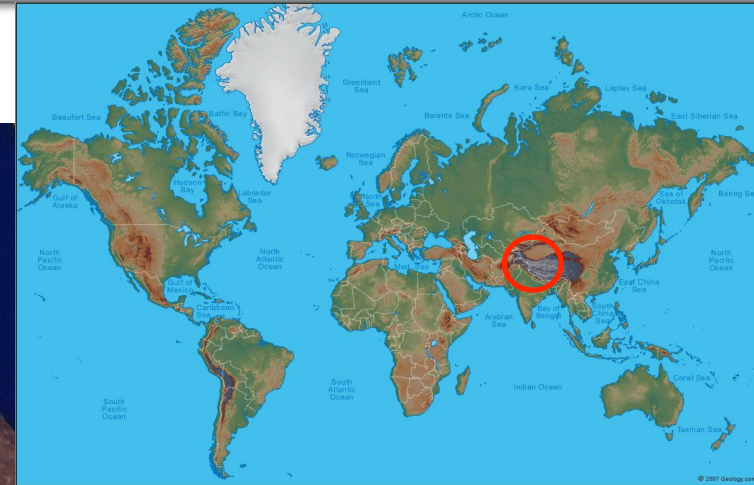 Arctic Ocean
Greenland
Sea
Kara Sea
Laptev Sea
Beaufort Sea
Baffin Bay
Barents Sea
East Siberian Sea
Norwegian
Sea
Gulf of
Alaska
Hudson
Bay
Labrador
Sea
North
Sea
Sea of
Okhotsk
Bering Se
North
Pacific
Ocean
North
Atlantic
Ocean
Med. Sea
North
Pacific
Ocean
Gulf of
Mexico
Caribbean
Sea
Arabian
Sea
Bay of
Bengal
East China
Sea
South
China
Sea
South
Pacific
Ocean
South
Atlantic
Ocean
Indian Ocean
Coral Sea
Tasman Sea
© 2007 Geology.com